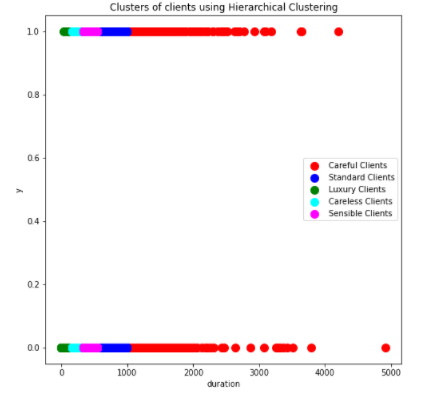 Clusters of clients using Hierarchical Clustering
1.0
0.8
0.6
0.4
0.2
0.0
y
Careful Clients
Standard Clients
Luxury Clients
Careless Clients
Sensible Clients
0 1000 2000 3000 4000 5000
duration